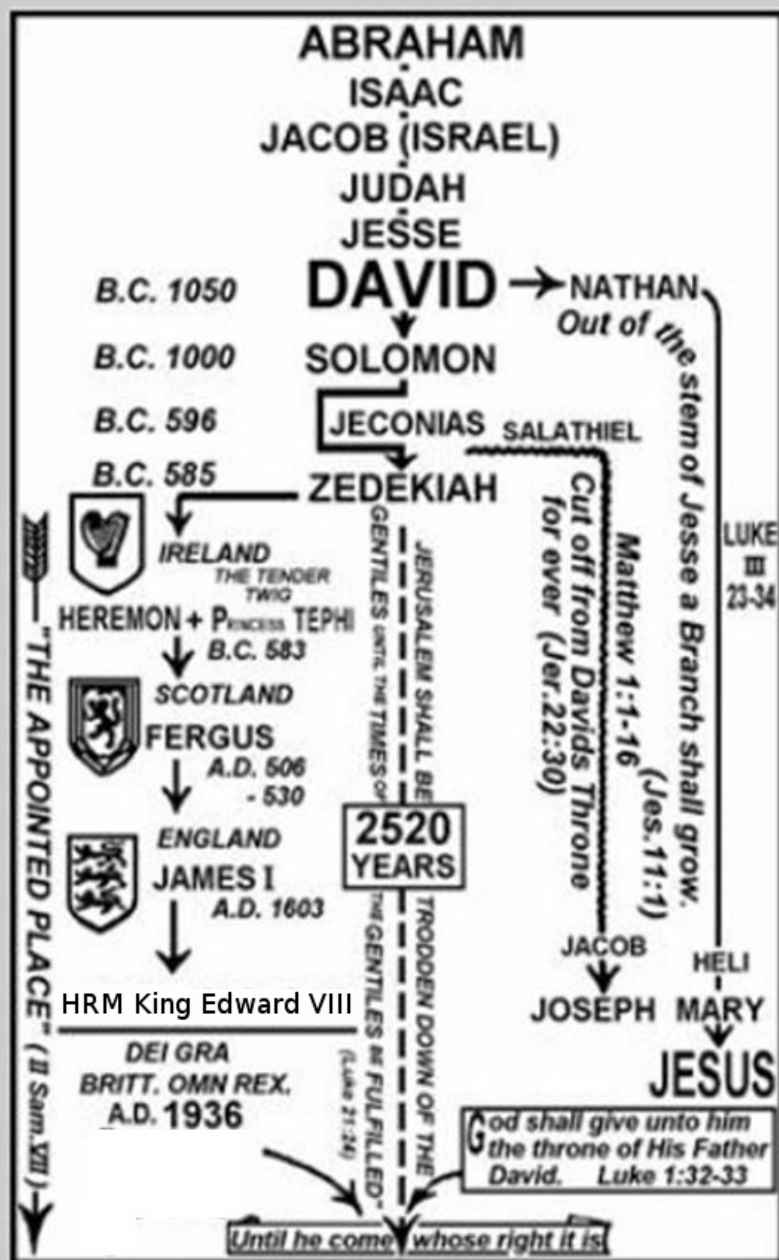 ABRAHAM
ISAAC
JACOB (ISRAEL)
JUDAH
JESSE
B.C. 1050
DAVID
NATHAN
Out of the stem of Jesse a Branch shall grow.
(Jes.11:1)
LUKE
III
23-34
B.C. 1000
SOLOMON
B.C. 596
JECONIAS
SALATHIEL
B.C. 585
ZEDEKIAH
Matthew 1:1-16
Cut off from Davids Throne
for ever (Jer.22:30)
IRELAND
THE TENDER
TWIG
HEREMON + PRINCESS TEPHI
B.C. 583
SCOTLAND
FERGUS
A.D. 506
- 530
ENGLAND
JAMES I
A.D. 1603
"THE APPOINTED PLACE" (II Sam.VII)
JERUSALEM SHALL BE TRODDEN DOWN OF THE
GENTILES UNTIL THE TIMES OF THE GENTILES BE FULFILLED"
(Luke 21:24)
2520
YEARS
JACOB
JOSEPH
HELI
MARY
JESUS
HRM King Edward VIII
DEI GRA
BRITT. OMN REX.
A.D. 1936
God shall give unto him
the throne of His Father
David. Luke 1:32-33
Until he come whose right it is